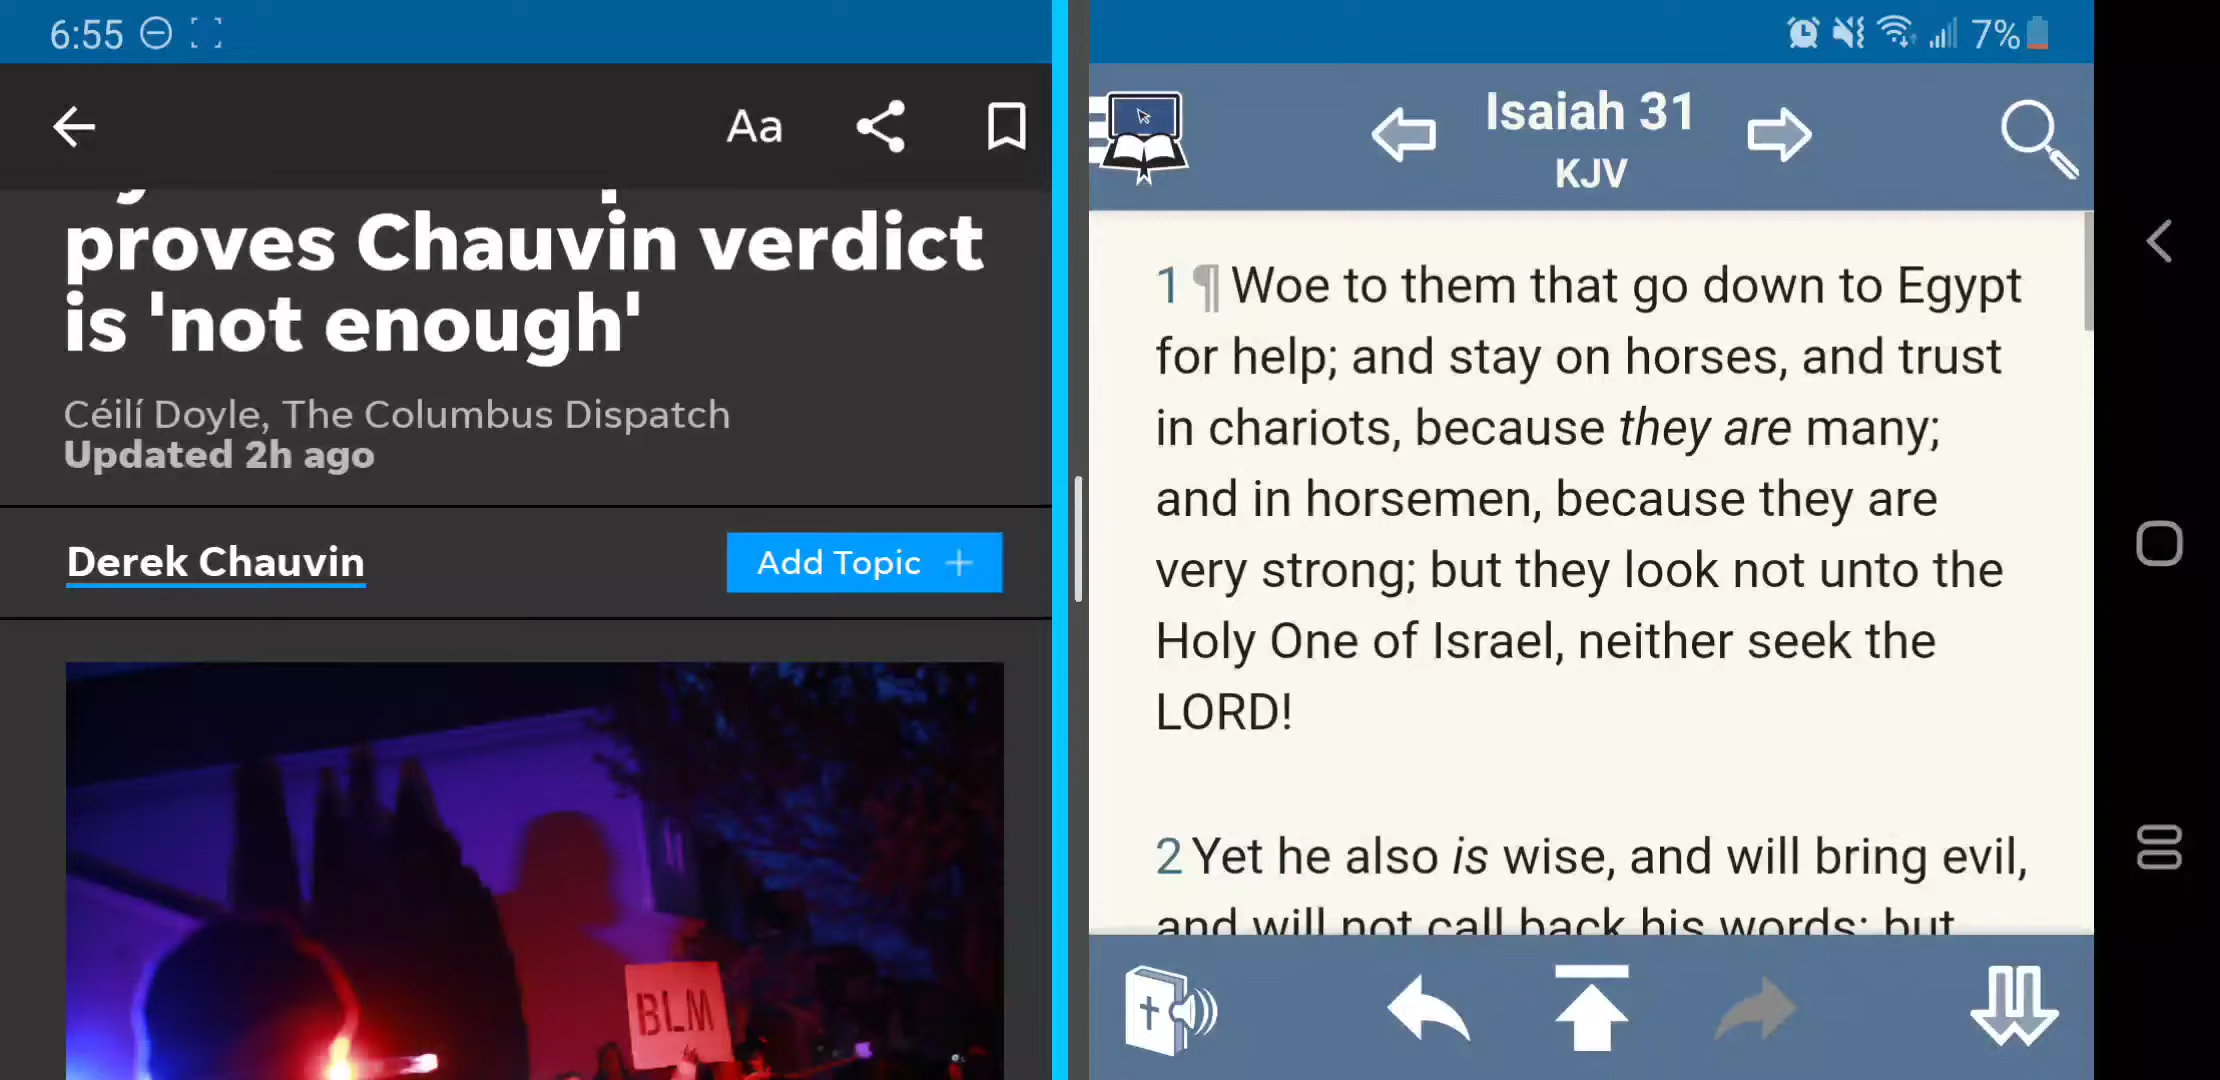 6:55
7%
Aa
proves Chauvin verdict
is 'not enough'
Céilí Doyle, The Columbus Dispatch
Updated 2h ago
Derek Chauvin
Add Topic +
BLM
Isaiah 31
KJV
1 ¶ Woe to them that go down to Egypt
for help; and stay on horses, and trust
in chariots, because they are many;
and in horsemen, because they are
very strong; but they look not unto the
Holy One of Israel, neither seek the
LORD!
2 Yet he also is wise, and will bring evil,
and will not call back his words: but